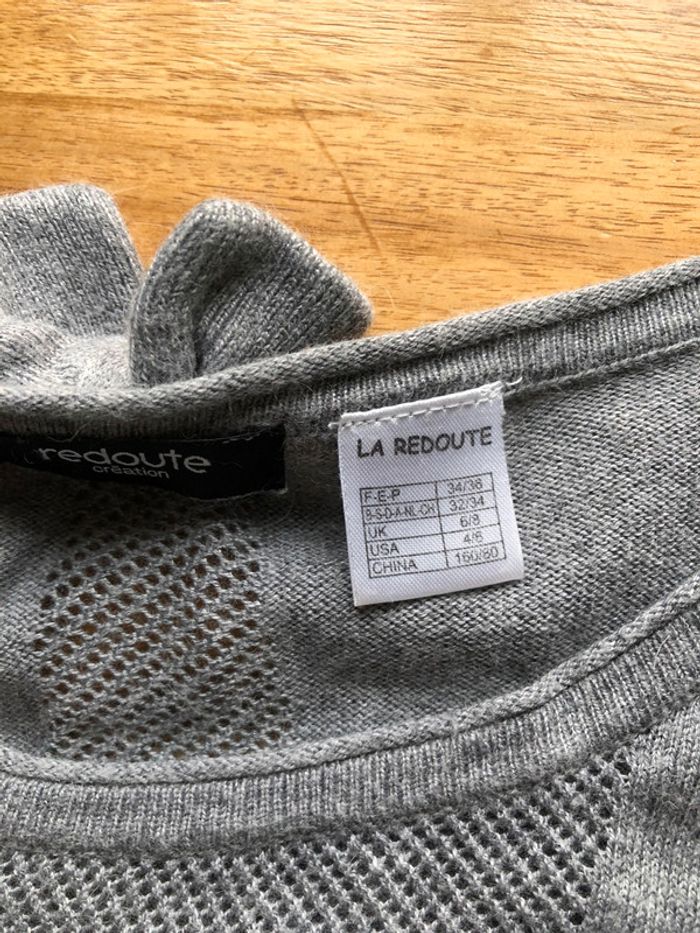 redoute
création
LA REDOUTE
F-E-P 34/36
B-S-D-A-NL-CH 32/34
UK 6/8
USA 4/6
CHINA 160/80